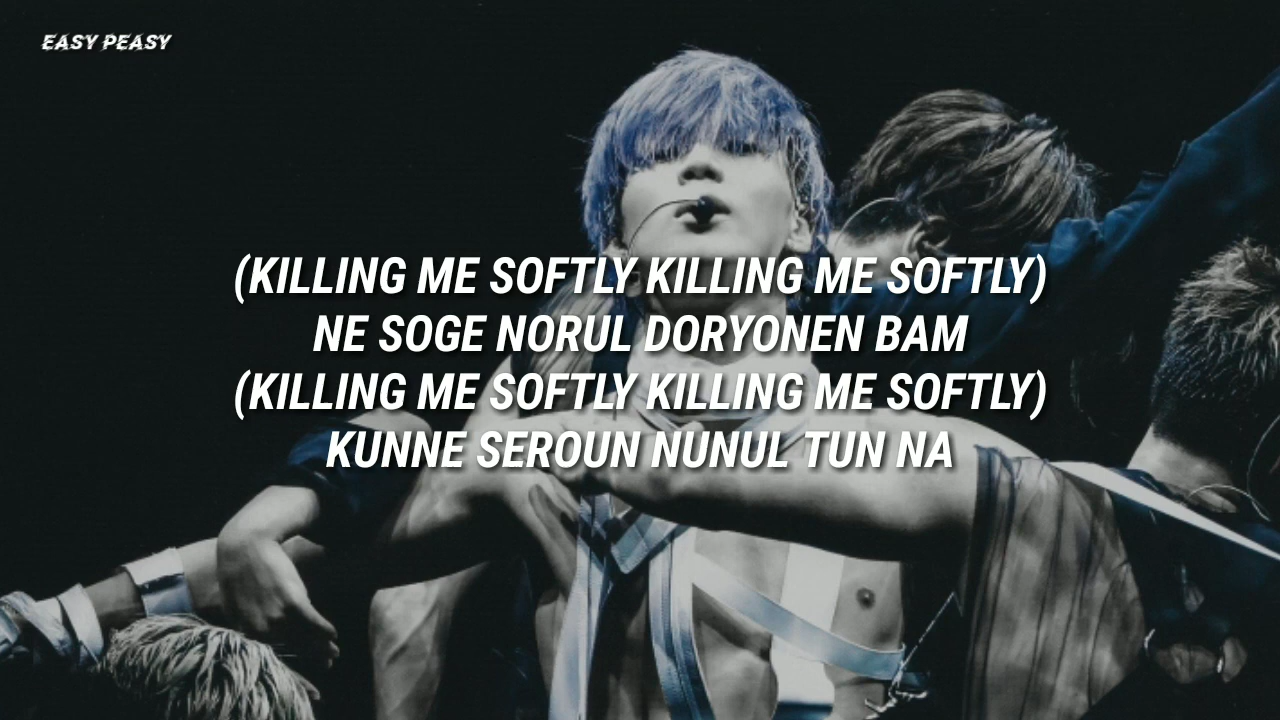 EASY PEASY
(KILLING ME SOFTLY KILLING ME SOFTLY)
NE SOGE NORUL DORYONEN BAM
(KILLING ME SOFTLY KILLING ME SOFTLY)
KUNNE SEROUN NUNUL TUN NA